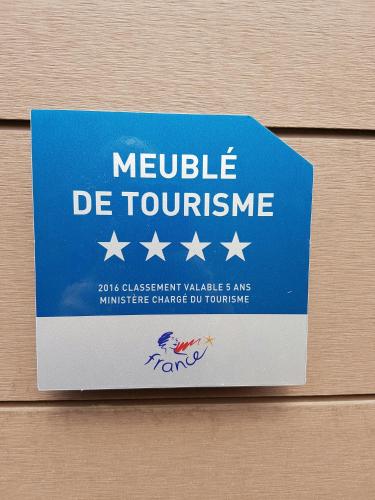 MEUBLÉ
DE TOURISME
2016 CLASSEMENT VALABLE 5 ANS
MINISTÈRE CHARGÉ DU TOURISME
france